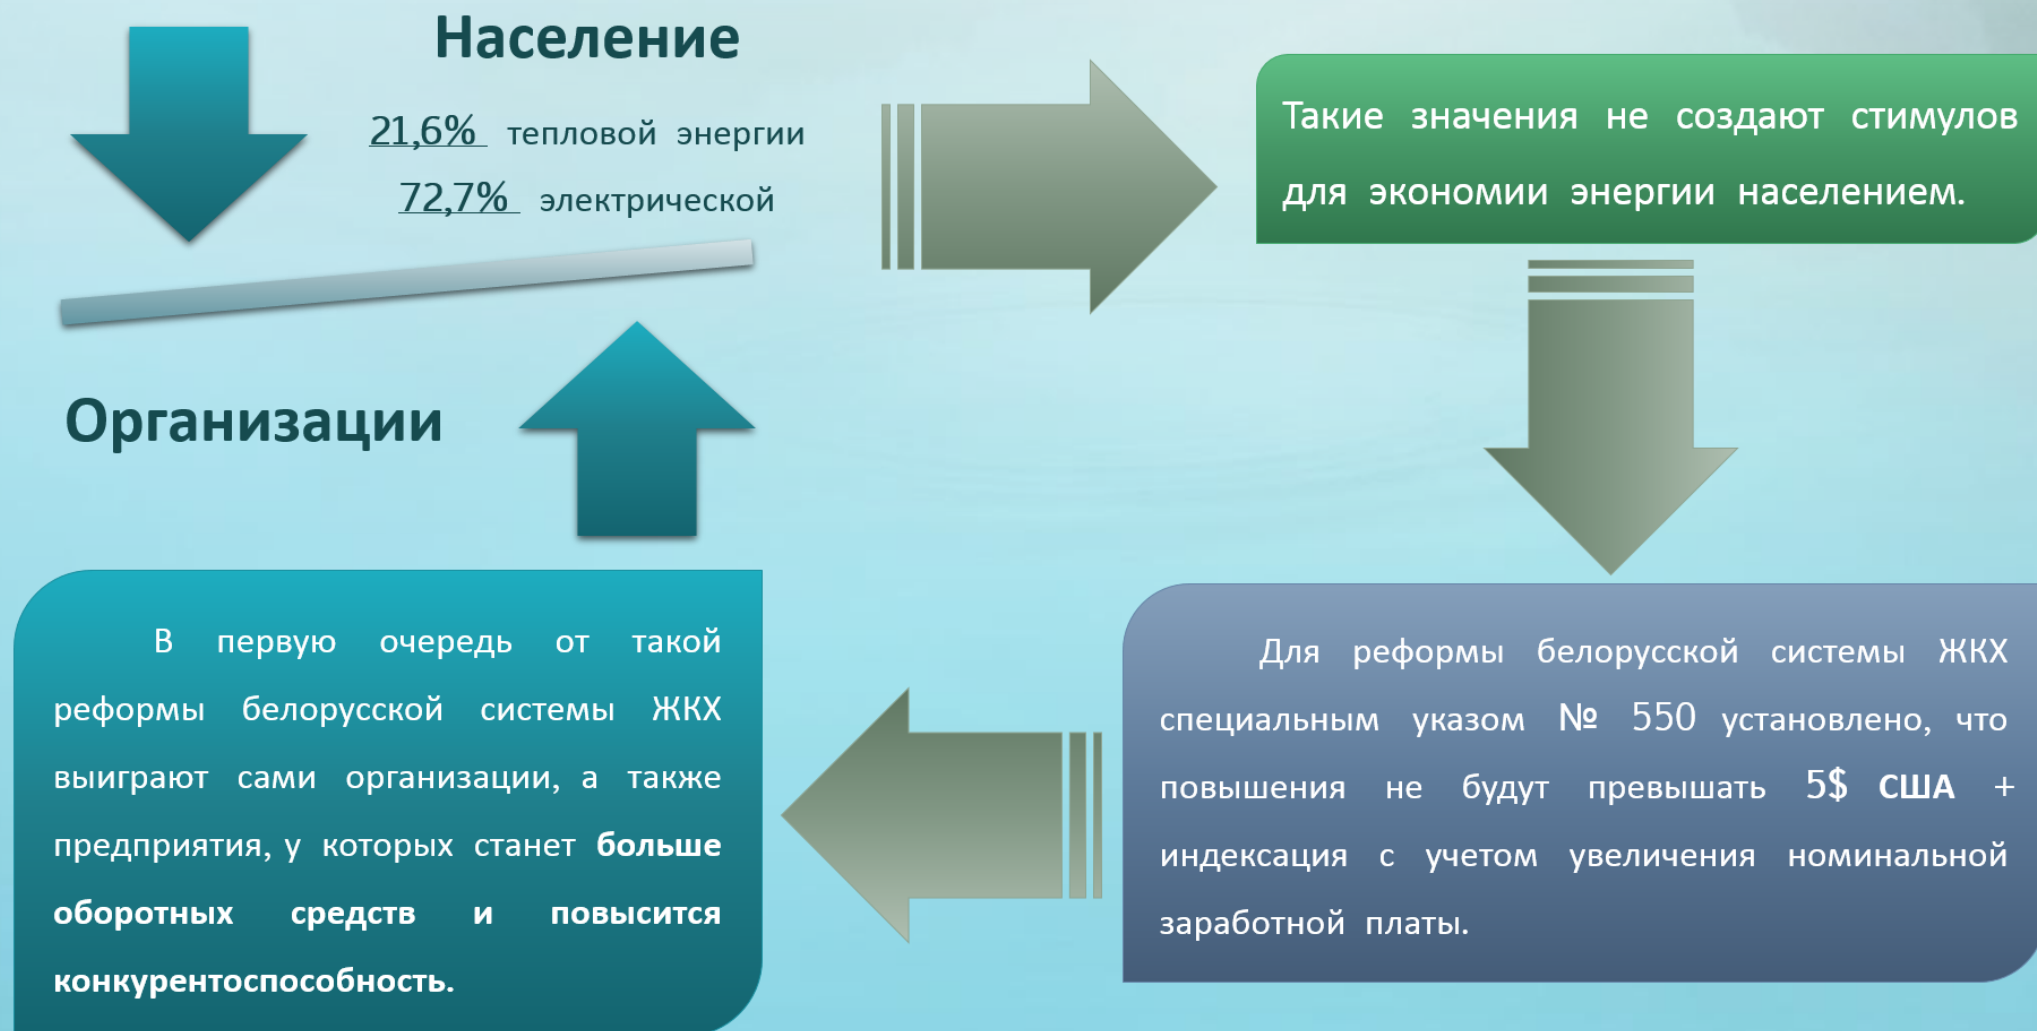 Население
21,6% тепловой энергии
72,7% электрической
Организации
Такие значения не создают стимулов
для экономии энергии населением.
Для реформы белорусской системы ЖКХ
специальным указом № 550 установлено, что
повышения не будут превышать 5$ США +
индексация с учетом увеличения номинальной
заработной платы.
В первую очередь от такой
реформы белорусской системы ЖКХ
выиграют сами организации, а также
предприятия, у которых станет больше
оборотных средств и повысится
конкурентоспособность.